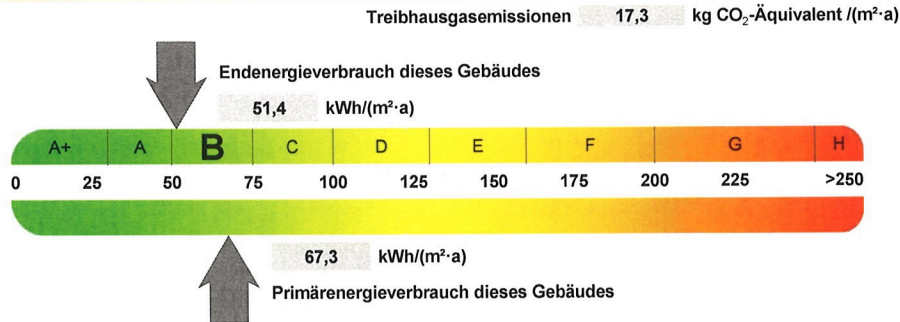 Treibhausgasemissionen 17,3 kg CO₂-Äquivalent /(m²·a)
Endenergieverbrauch dieses Gebäudes
51,4 kWh/(m²·a)
A+ A B C D E F G H
0 25 50 75 100 125 150 175 200 225 >250
67,3 kWh/(m²·a)
Primärenergieverbrauch dieses Gebäudes